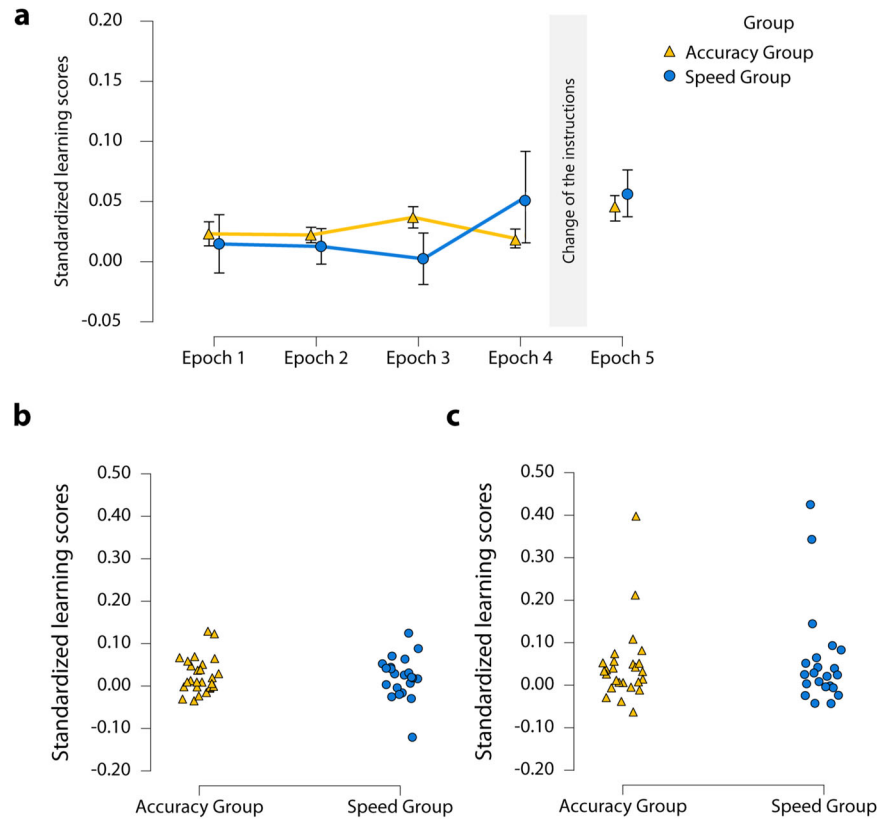 a
Group
Accuracy Group
Speed Group
Standardized learning scores
0.20
0.15
0.10
0.05
0.00
-0.05
Change of the instructions
Epoch 1
Epoch 2
Epoch 3
Epoch 4
Epoch 5
b
Standardized learning scores
0.50
0.40
0.30
0.20
0.10
0.00
-0.10
-0.20
Accuracy Group
Speed Group
c
Standardized learning scores
0.50
0.40
0.30
0.20
0.10
0.00
-0.10
-0.20
Accuracy Group
Speed Group